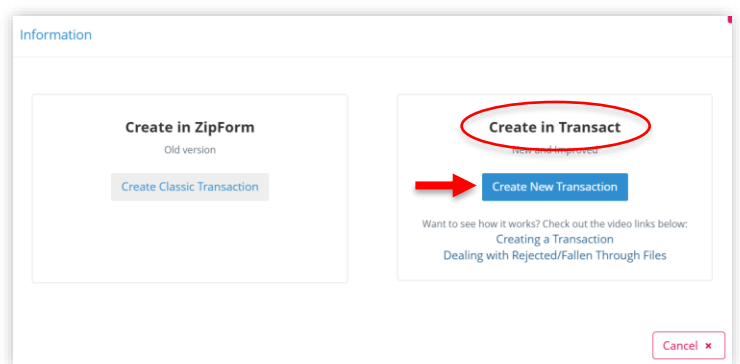 Information
Create in ZipForm
Old version
Create Classic Transaction
Create in Transact
New and Improved
Create New Transaction
Want to see how it works? Check out the video links below:
Creating a Transaction
Dealing with Rejected/Fallen Through Files
Cancel ×